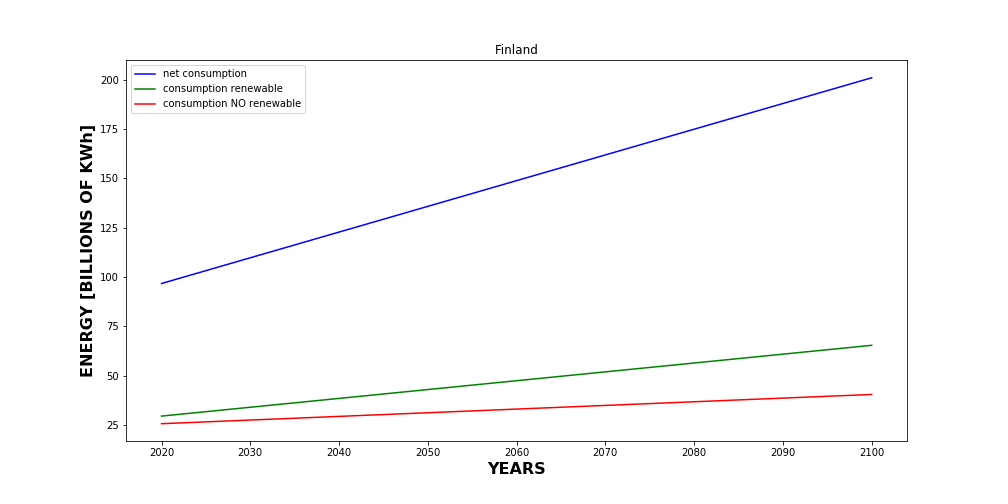 Finland
net consumption
consumption renewable
consumption NO renewable
200
175
150
125
100
75
50
25
ENERGY [BILLIONS OF KWh]
2020 2030 2040 2050 2060 2070 2080 2090 2100
YEARS